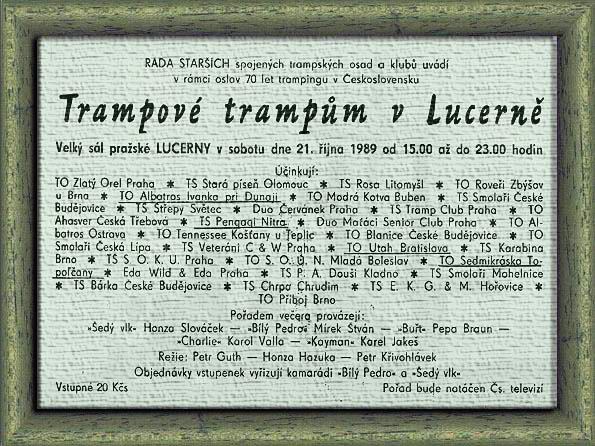 RADA STARŠÍCH spojených trampských osad a klubů uvádí
v rámci oslav 70 let trampingu v Československu
Trampové trampům v Lucerně
Velký sál pražské LUCERNY v sobotu dne 21. října 1989 od 15.00 až do 23.00 hodin
Účinkují:
TO Zlatý Orel Praha ✱ TS Stará píseň Olomouc ✱ TS Rosa Litomyšl ✱ TO Roveři Zbýšov
u Brna ✱ TO Albatros Ivanka pri Dunaji ✱ TO Modrá Kotva Buben ✱ TS Smolaři České
Budějovice ✱ TS Střepy Světec ✱ Duo Červánek Praha ✱ TS Tramp Club Praha ✱ TO
Ahasver Česká Třebová ✱ TS Pengagi Nitra ✱ Duo Maťáci Senior Club Praha ✱ TO Al-
batros Ostrava ✱ TO Tennessee Košťany u Teplic ✱ TO Blanice České Budějovice ✱ TO
Smolaři Česká Lípa ✱ TS Veteráni C & W Praha ✱ TO Utah Bratislava ✱ TS Karabina
Brno ✱ TS S. O. K. U. Praha ✱ TO S. O. U. N. Mladá Boleslav ✱ TO Sedmikráska To-
poľčany ✱ Eda Wild & Eda Praha ✱ TS P. A. Douši Kladno ✱ TS Smolaři Mohelnice
✱ TS Bárka České Budějovice ✱ TS Chrpa Chrudim ✱ TS E. K. G. & M. Hořovice ✱
TO Příboj Brno
Pořadem večera provázejí:
»Šedý vlk« Honza Slováček — »Bílý Pedro« Mirek Štván — »Buřt« Pepa Braun —
»Charlie« Karol Valla — »Kayman« Karel Jakeš
Režie: Petr Guth — Honza Hazuka — Petr Křivohlávek
Objednávky vstupenek vyřizují kamarádi »Bílý Pedro« a »Šedý vlk«
Vstupné 20 Kčs Pořad bude natáčen Čs. televizí